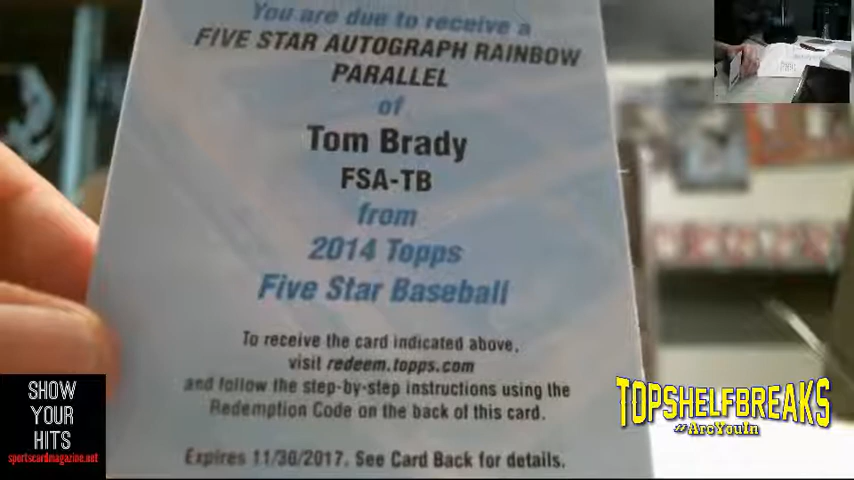 You are due to receive a
FIVE STAR AUTOGRAPH RAINBOW
PARALLEL
of
Tom Brady
FSA-TB
from
2014 Topps
Five Star Baseball
To receive the card indicated above,
visit redeem.topps.com
and follow the step-by-step instructions using the
Redemption Code on the back of this card.
Expires 11/30/2017. See Card Back for details.
SHOW
YOUR
HITS
sportscardmagazine.net
TOPSHELFBREAKS
#ArcYouIn